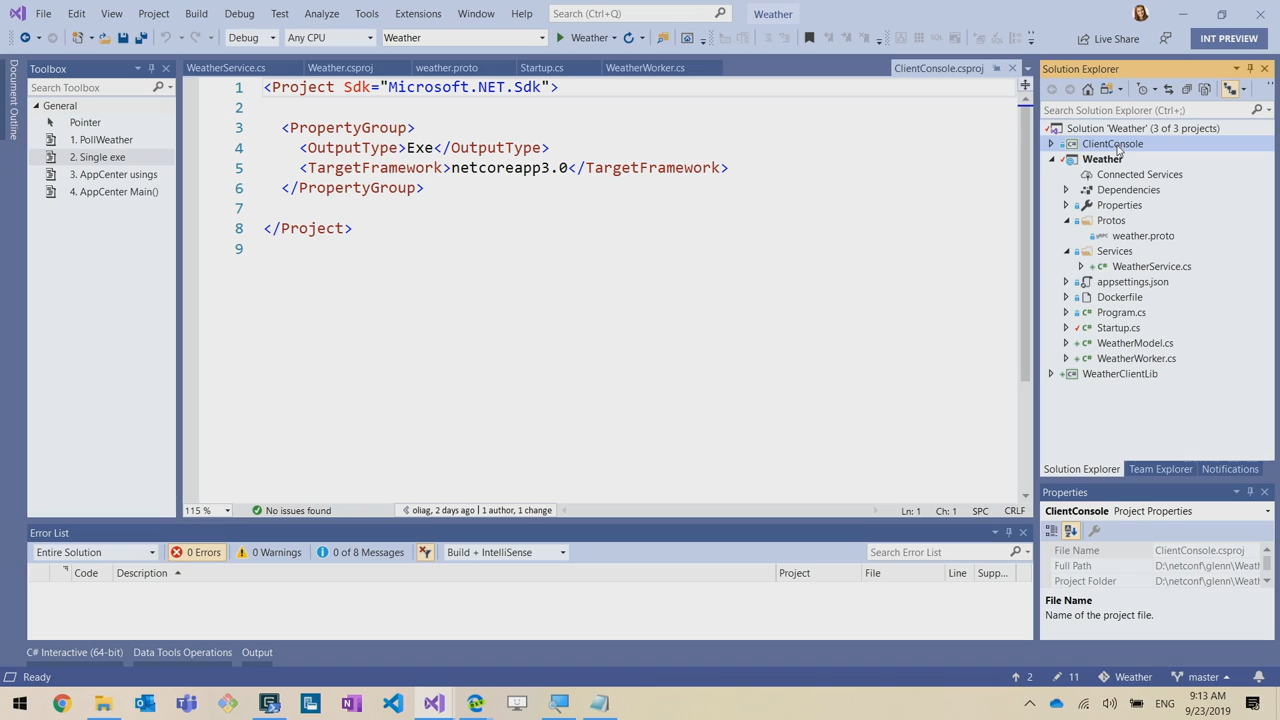 File Edit View Project Build Debug Test Analyze Tools Extensions Window Help Search (Ctrl+Q) Weather
Debug Any CPU Weather Weather Live Share INT PREVIEW
Document Outline
Toolbox
Search Toolbox
General
Pointer
1. PollWeather
2. Single exe
3. AppCenter usings
4. AppCenter Main()
WeatherService.cs Weather.csproj weather.proto Startup.cs WeatherWorker.cs ClientConsole.csproj
1 <Project Sdk="Microsoft.NET.Sdk">
2
3 <PropertyGroup>
4 <OutputType>Exe</OutputType>
5 <TargetFramework>netcoreapp3.0</TargetFramework>
6 </PropertyGroup>
7
8 </Project>
9
115 % No issues found oliag, 2 days ago | 1 author, 1 change Ln: 1 Ch: 1 SPC CRLF
Solution Explorer
Search Solution Explorer (Ctrl+;)
Solution 'Weather' (3 of 3 projects)
ClientConsole
Weather
Connected Services
Dependencies
Properties
Protos
weather.proto
Services
WeatherService.cs
appsettings.json
Dockerfile
Program.cs
Startup.cs
WeatherModel.cs
WeatherWorker.cs
WeatherClientLib
Solution Explorer Team Explorer Notifications
Properties
ClientConsole Project Properties
File Name ClientConsole.csproj
Full Path D:\netconf\glenn\Weatl
Project Folder D:\netconf\glenn\Weatl
File Name
Name of the project file.
Error List
Entire Solution 0 Errors 0 Warnings 0 of 8 Messages Build + IntelliSense Search Error List
Code Description Project File Line Supp...
C# Interactive (64-bit) Data Tools Operations Output
Ready 2 11 Weather master
ENG 9:13 AM
9/23/2019